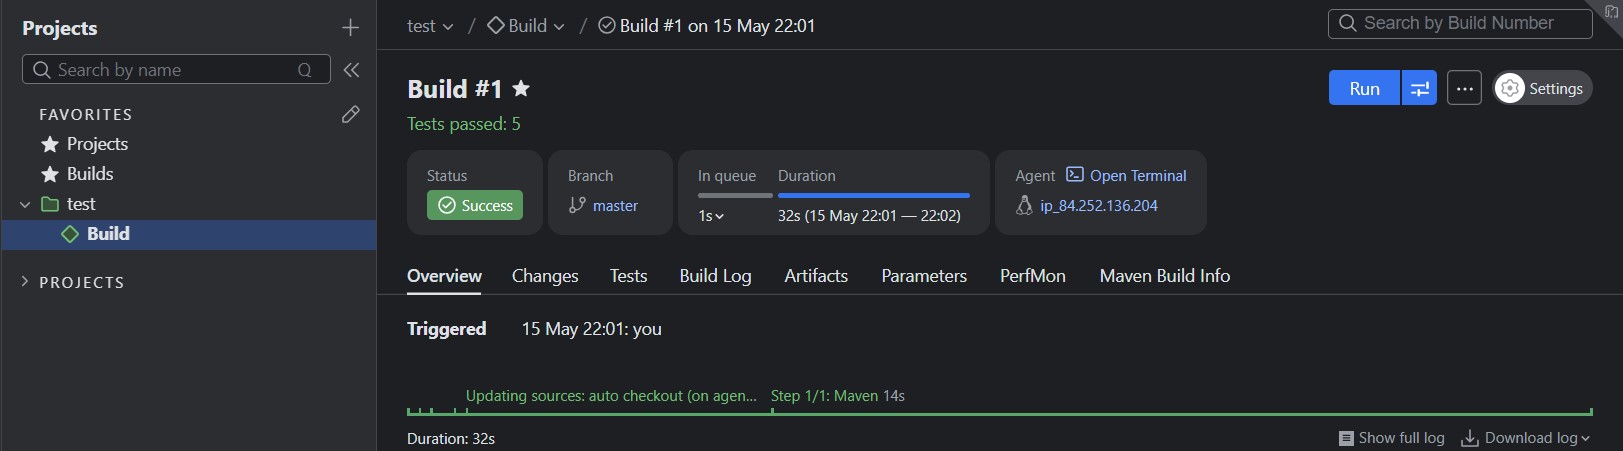 Projects
Search by name Q
FAVORITES
Projects
Builds
test
Build
PROJECTS
test / Build / Build #1 on 15 May 22:01
Search by Build Number
Build #1
Run ... Settings
Tests passed: 5
Status
Success
Branch
master
In queue Duration
1s 32s (15 May 22:01 — 22:02)
Agent Open Terminal
ip_84.252.136.204
Overview Changes Tests Build Log Artifacts Parameters PerfMon Maven Build Info
Triggered 15 May 22:01: you
Updating sources: auto checkout (on agen... Step 1/1: Maven 14s
Duration: 32s Show full log Download log